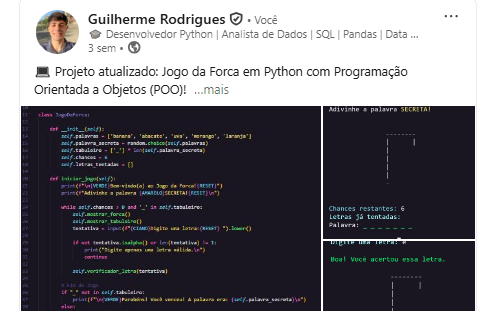 Guilherme Rodrigues • Você
Desenvolvedor Python | Analista de Dados | SQL | Pandas | Data ...
3 sem •
Projeto atualizado: Jogo da Forca em Python com Programação
Orientada a Objetos (POO)! ...mais
class JogoDaForca:
def __init__(self):
self.palavras = ['banana', 'abacate', 'uva', 'morango', 'laranja']
self.palavra_secreta = random.choice(self.palavras)
self.tabuleiro = ['_'] * len(self.palavra_secreta)
self.chances = 6
self.letras_tentadas = []
def iniciar_jogo(self):
print(f"\n{VERDE}Bem-vindo(a) ao Jogo da Forca!{RESET}")
print(f"Adivinhe a palavra {AMARELO}SECRETA!{RESET}\n")
while self.chances > 0 and '_' in self.tabuleiro:
self.mostrar_forca()
self.mostrar_tabuleiro()
tentativa = input(f"{CIANO}Digite uma letra:{RESET} ").lower()
if not tentativa.isalpha() or len(tentativa) != 1:
print("Digite apenas uma letra válida.\n")
continue
self.verificar_letra(tentativa)
# Fim do jogo
if "_" not in self.tabuleiro:
print(f"\n{VERDE}Parabéns! Você venceu! A palavra era: {self.palavra_secreta}\n")
else:
Adivinhe a palavra SECRETA!
Chances restantes: 6
Letras já tentadas:
Palavra: _ _ _ _ _ _ _
Digite uma letra: e
Boa! Você acertou essa letra.